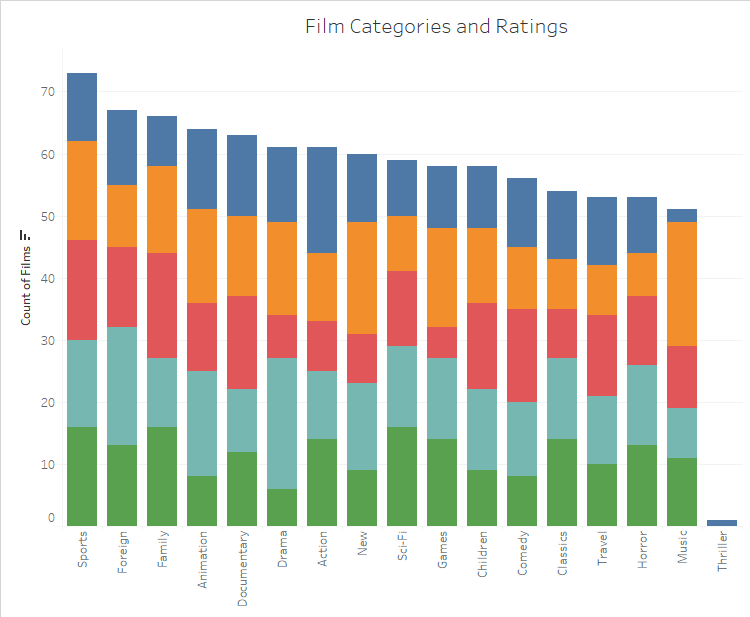 Film Categories and Ratings
70
60
50
40
30
20
10
0
Count of Films
Sports
Foreign
Family
Animation
Documentary
Drama
Action
New
Sci-Fi
Games
Children
Comedy
Classics
Travel
Horror
Music
Thriller